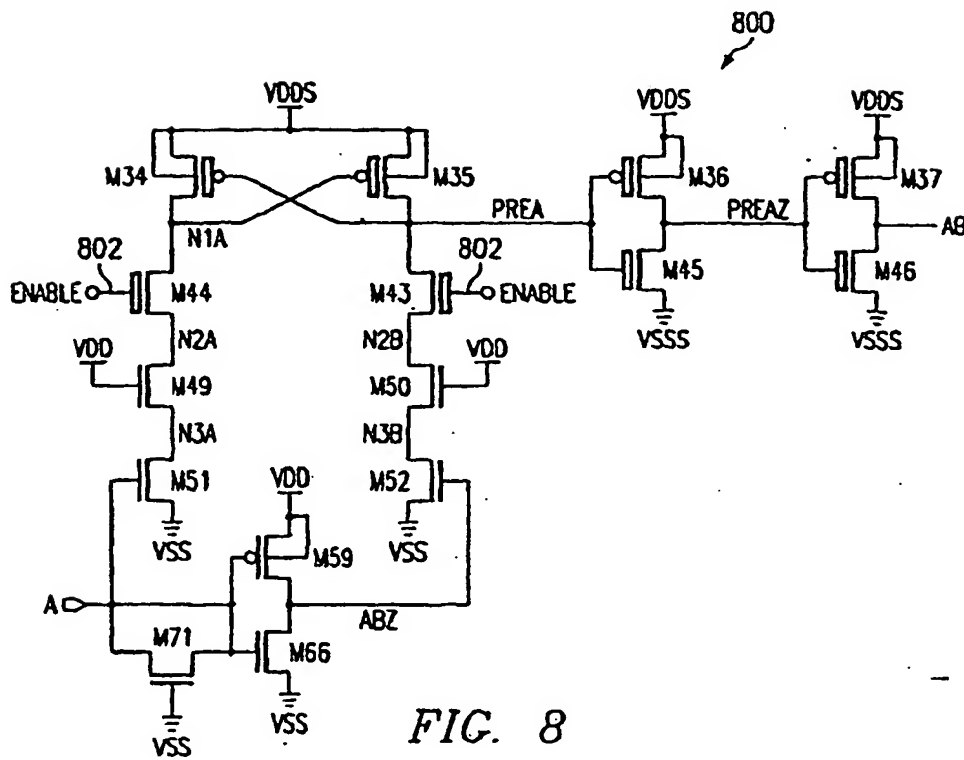 800
VDDS
VDDS
VDDS
M34
M35
M36
M37
PREA
PREAZ
AB
N1A
802
802
ENABLE
M44
M43
ENABLE
M45
M46
VSSS
VSSS
N2A
N2B
VDD
VDD
M49
M50
N3A
N3B
M51
M52
VDD
VSS
VSS
M59
A
ABZ
M71
M66
VSS
VSS
FIG. 8